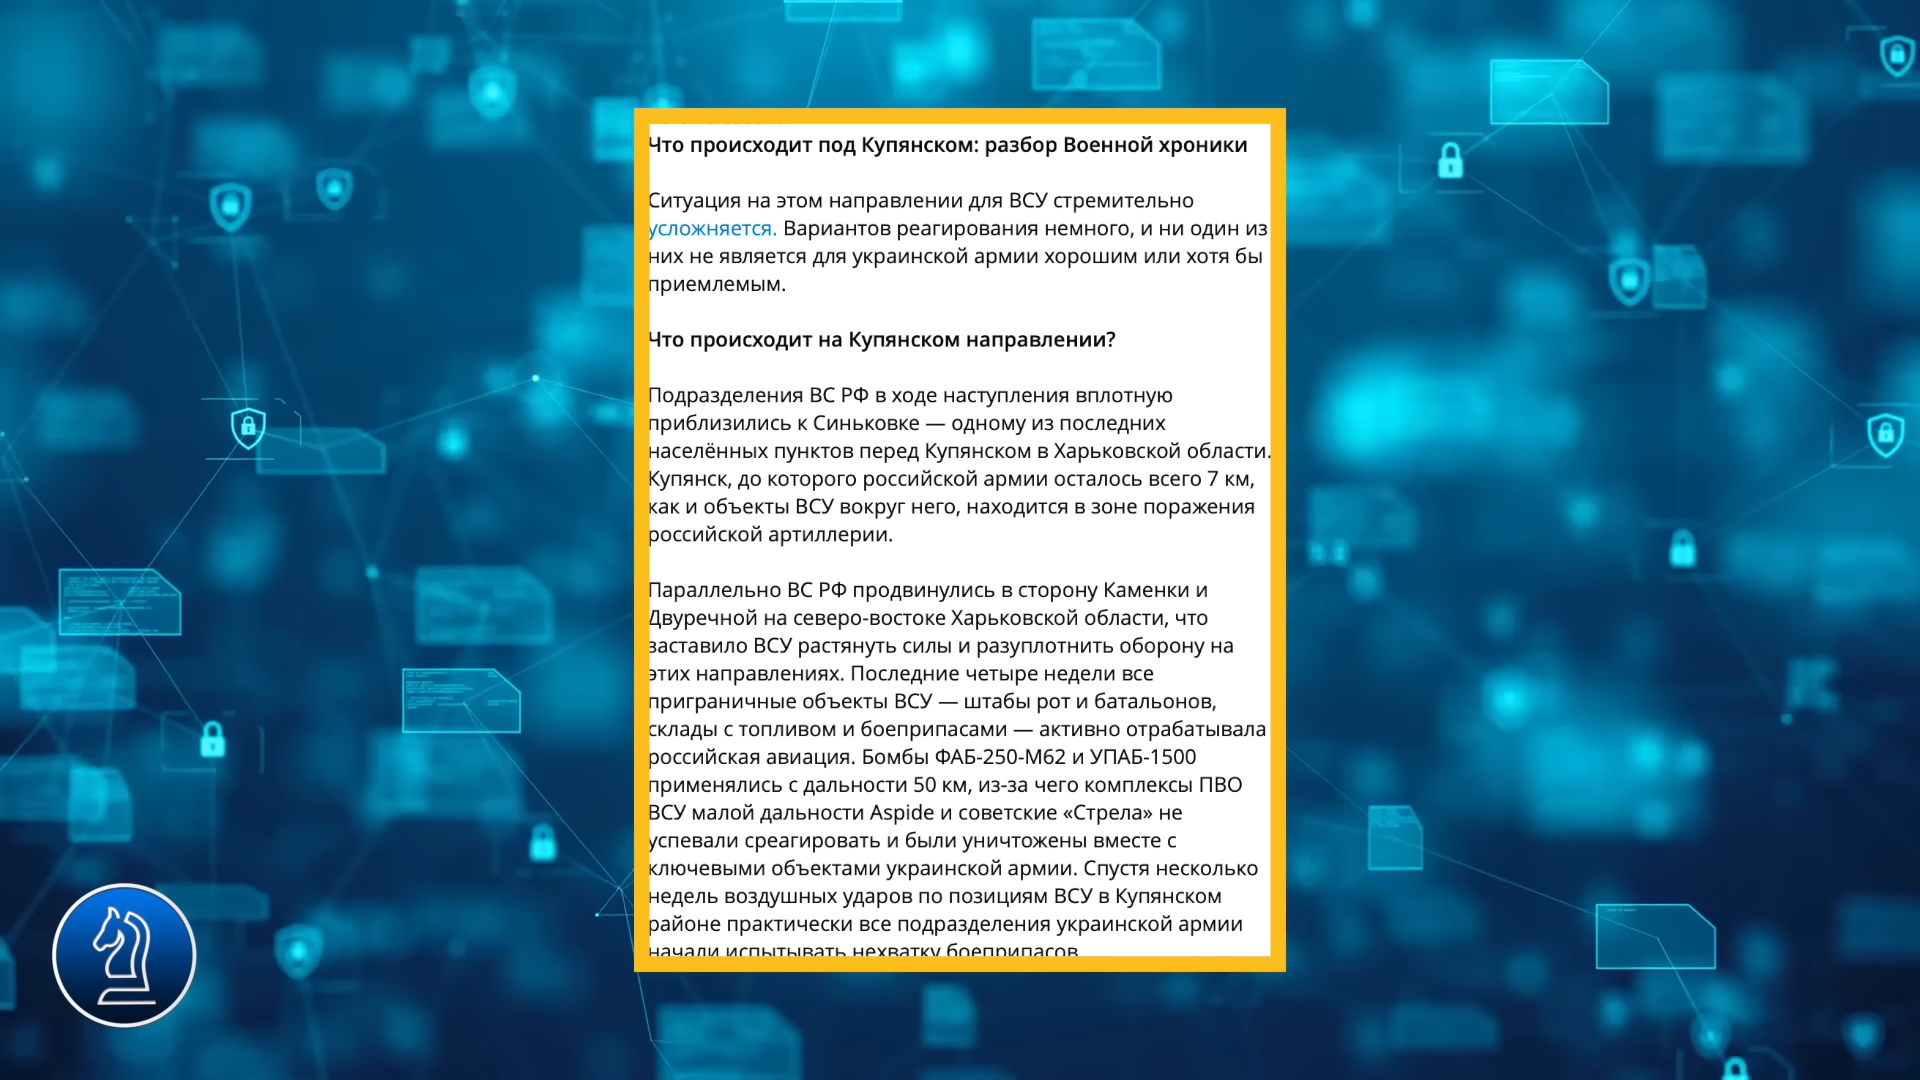 Что происходит под Купянском: разбор Военной хроники
Ситуация на этом направлении для ВСУ стремительно
усложняется. Вариантов реагирования немного, и ни один из
них не является для украинской армии хорошим или хотя бы
приемлемым.
Что происходит на Купянском направлении?
Подразделения ВС РФ в ходе наступления вплотную
приблизились к Синьковке — одному из последних
населённых пунктов перед Купянском в Харьковской области.
Купянск, до которого российской армии осталось всего 7 км,
как и объекты ВСУ вокруг него, находится в зоне поражения
российской артиллерии.
Параллельно ВС РФ продвинулись в сторону Каменки и
Двуречной на северо-востоке Харьковской области, что
заставило ВСУ растянуть силы и разуплотнить оборону на
этих направлениях. Последние четыре недели все
приграничные объекты ВСУ — штабы рот и батальонов,
склады с топливом и боеприпасами — активно отрабатывала
российская авиация. Бомбы ФАБ-250-М62 и УПАБ-1500
применялись с дальности 50 км, из-за чего комплексы ПВО
ВСУ малой дальности Aspide и советские «Стрела» не
успевали среагировать и были уничтожены вместе с
ключевыми объектами украинской армии. Спустя несколько
недель воздушных ударов по позициям ВСУ в Купянском
районе практически все подразделения украинской армии
начали испытывать нехватку боеприпасов